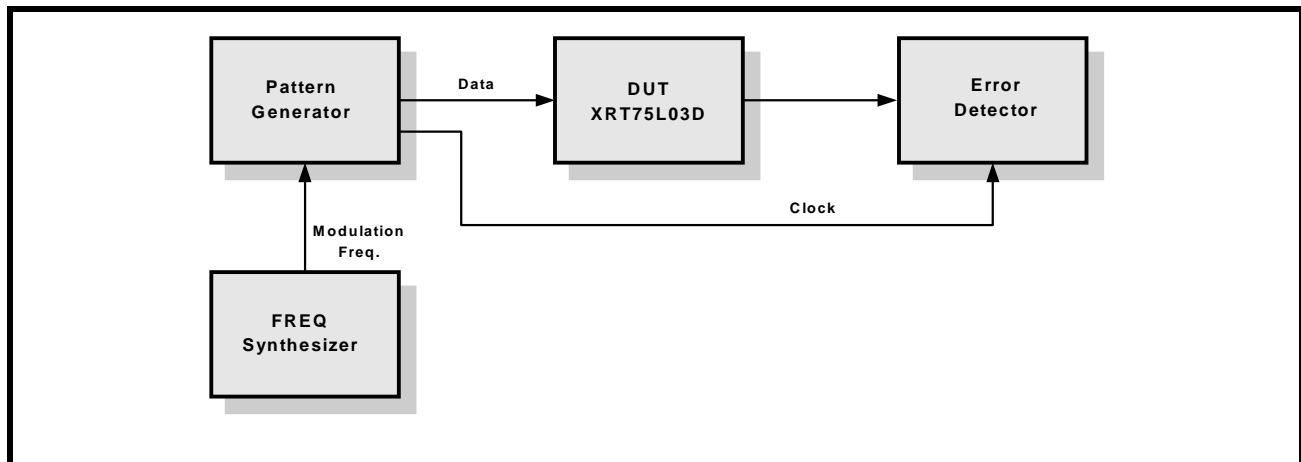 Pattern
Generator
Data
DUT
XRT75L03D
Error
Detector
Clock
Modulation
Freq.
FREQ
Synthesizer